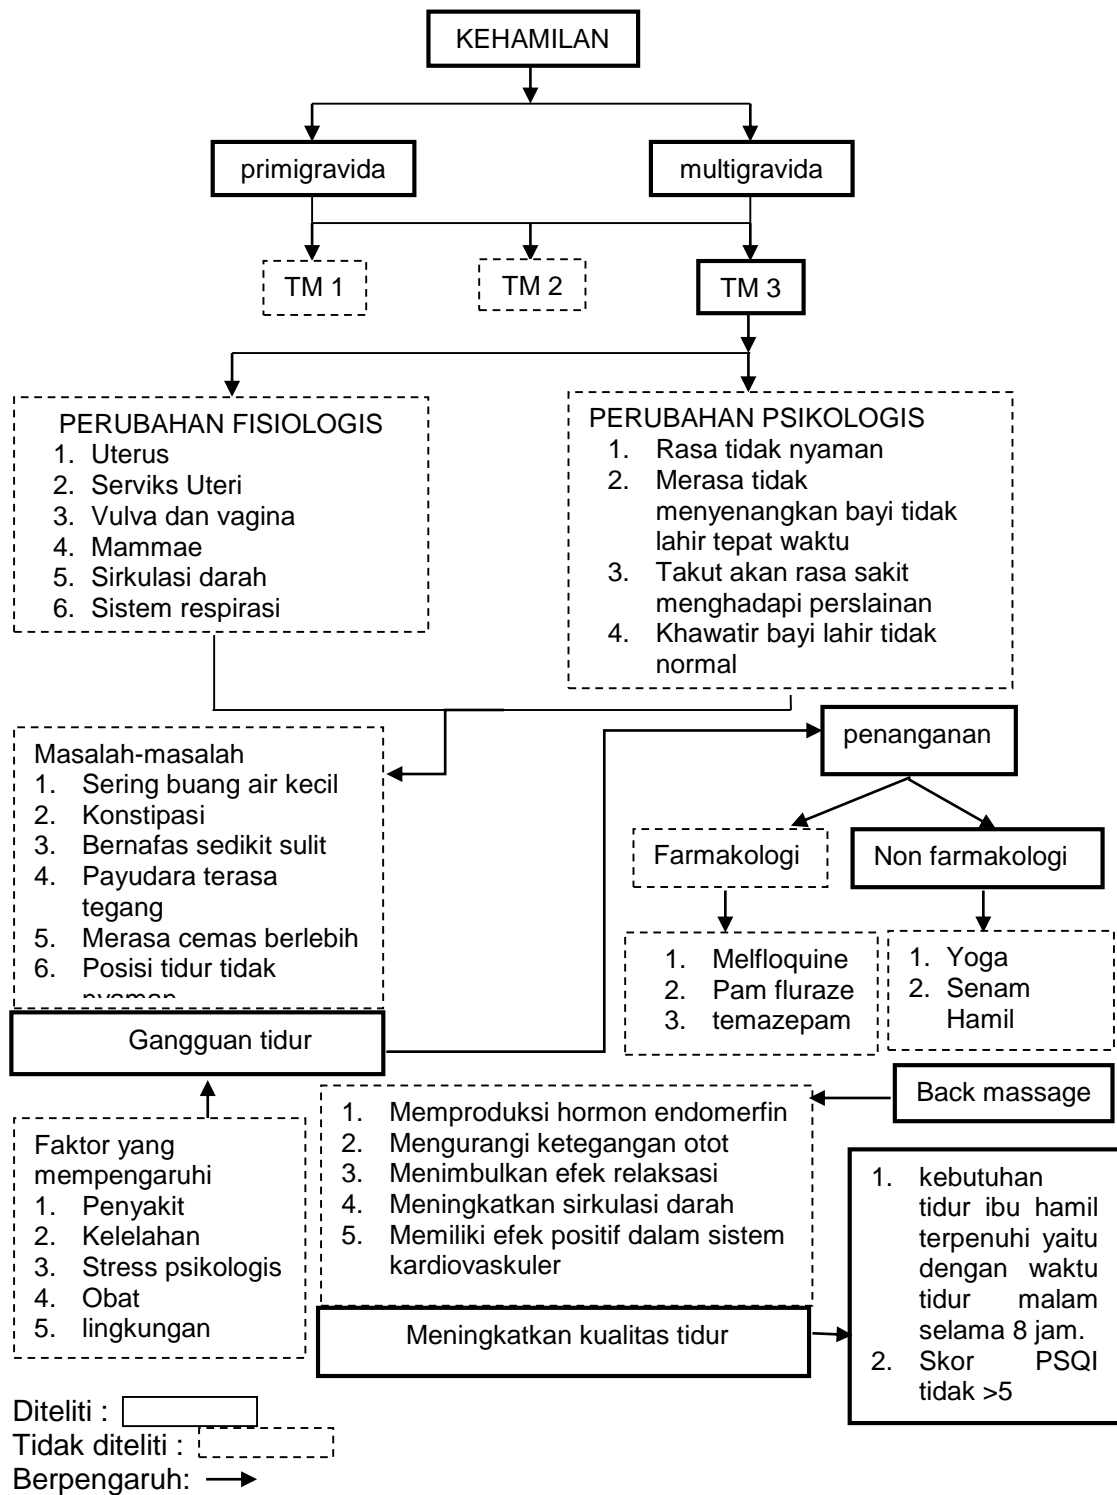 KEHAMILAN
primigravida
multigravida
TM 1
TM 2
TM 3
PERUBAHAN FISIOLOGIS
1. Uterus
2. Serviks Uteri
3. Vulva dan vagina
4. Mammae
5. Sirkulasi darah
6. Sistem respirasi
PERUBAHAN PSIKOLOGIS
1. Rasa tidak nyaman
2. Merasa tidak
menyenangkan bayi tidak
lahir tepat waktu
3. Takut akan rasa sakit
menghadapi perslainan
4. Khawatir bayi lahir tidak
normal
Masalah-masalah
1. Sering buang air kecil
2. Konstipasi
3. Bernafas sedikit sulit
4. Payudara terasa
tegang
5. Merasa cemas berlebih
6. Posisi tidur tidak
penanganan
Farmakologi
Non farmakologi
1. Melfloquine
2. Pam fluraze
3. temazepam
1. Yoga
2. Senam
Hamil
Gangguan tidur
Back massage
Faktor yang
mempengaruhi
1. Penyakit
2. Kelelahan
3. Stress psikologis
4. Obat
5. lingkungan
1. Memproduksi hormon endomerfin
2. Mengurangi ketegangan otot
3. Menimbulkan efek relaksasi
4. Meningkatkan sirkulasi darah
5. Memiliki efek positif dalam sistem
kardiovaskuler
Meningkatkan kualitas tidur
1. kebutuhan
tidur ibu hamil
terpenuhi yaitu
dengan waktu
tidur malam
selama 8 jam.
2. Skor PSQI
tidak >5
Diteliti :
Tidak diteliti :
Berpengaruh: